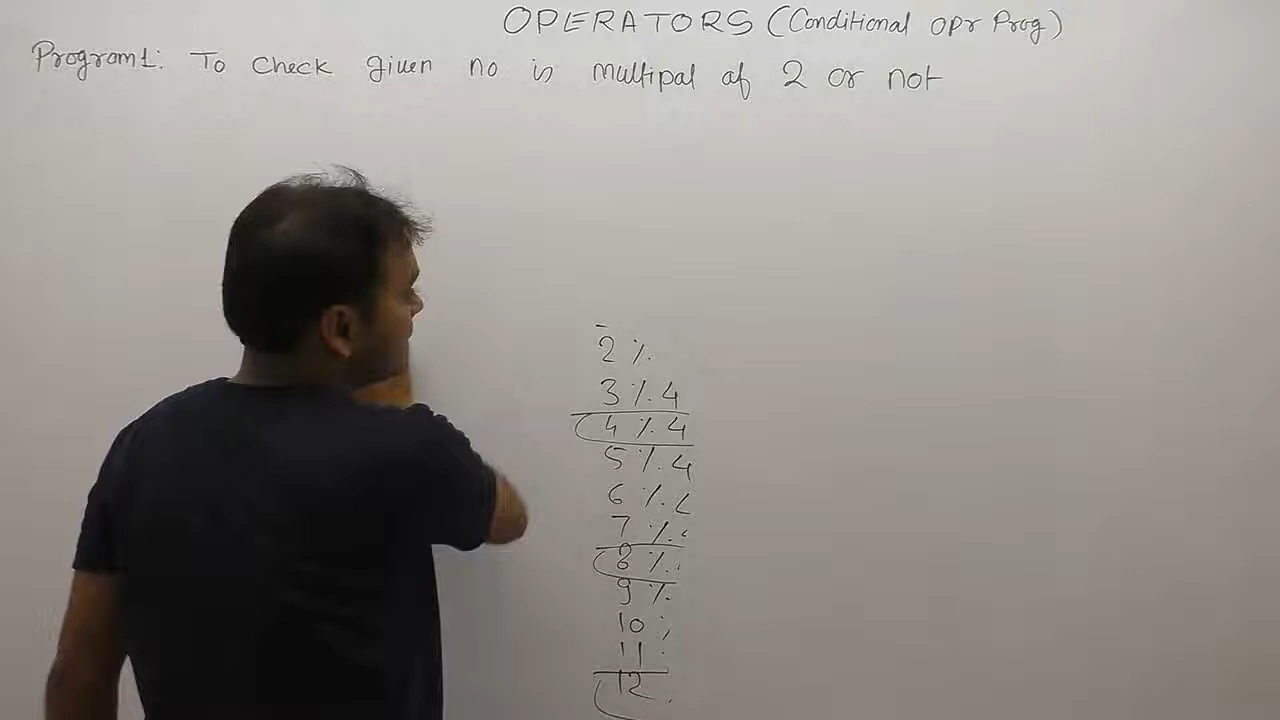 OPERATORS (Conditional opr Prog)
Program1: To check given no is multipal of 2 or not
2 %
3 % 4
4 % 4
5 % 4
6 %
7 %
8 %
9 %
10
11
12